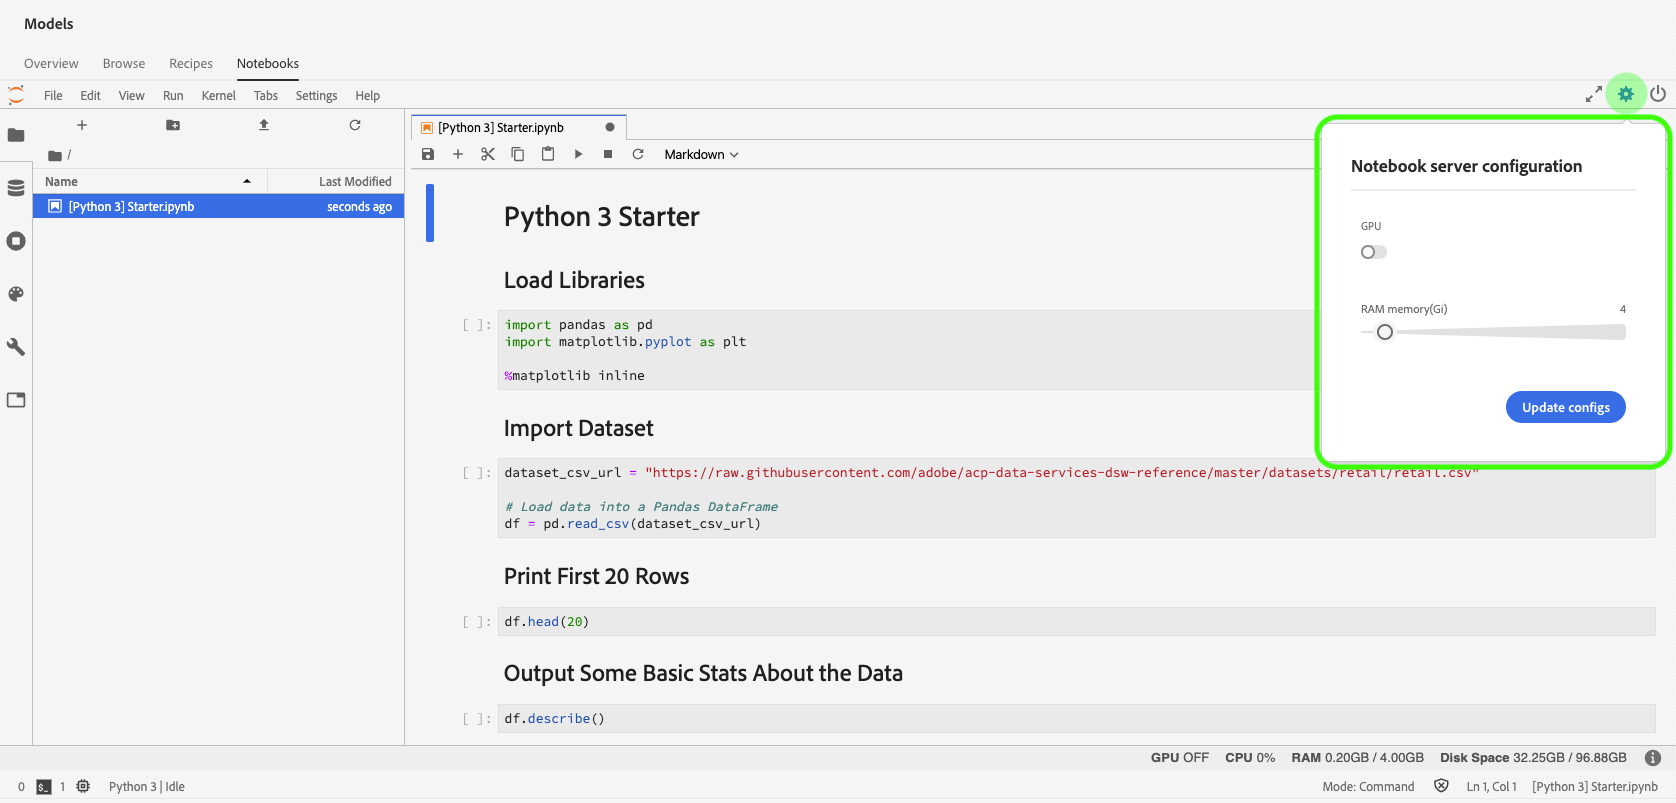 Models
Overview Browse Recipes Notebooks
File Edit View Run Kernel Tabs Settings Help
/
Name Last Modified
[Python 3] Starter.ipynb seconds ago
[Python 3] Starter.ipynb
Markdown
Python 3 Starter
Load Libraries
[ ]: import pandas as pd
import matplotlib.pyplot as plt
%matplotlib inline
Import Dataset
[ ]: dataset_csv_url = "https://raw.githubusercontent.com/adobe/acp-data-services-dsw-reference/master/datasets/retail/retail.csv"
# Load data into a Pandas DataFrame
df = pd.read_csv(dataset_csv_url)
Print First 20 Rows
[ ]: df.head(20)
Output Some Basic Stats About the Data
[ ]: df.describe()
Notebook server configuration
GPU
RAM memory(Gi) 4
Update configs
GPU OFF CPU 0% RAM 0.20GB / 4.00GB Disk Space 32.25GB / 96.88GB
0 $_ 1 Python 3 | Idle Mode: Command Ln 1, Col 1 [Python 3] Starter.ipynb